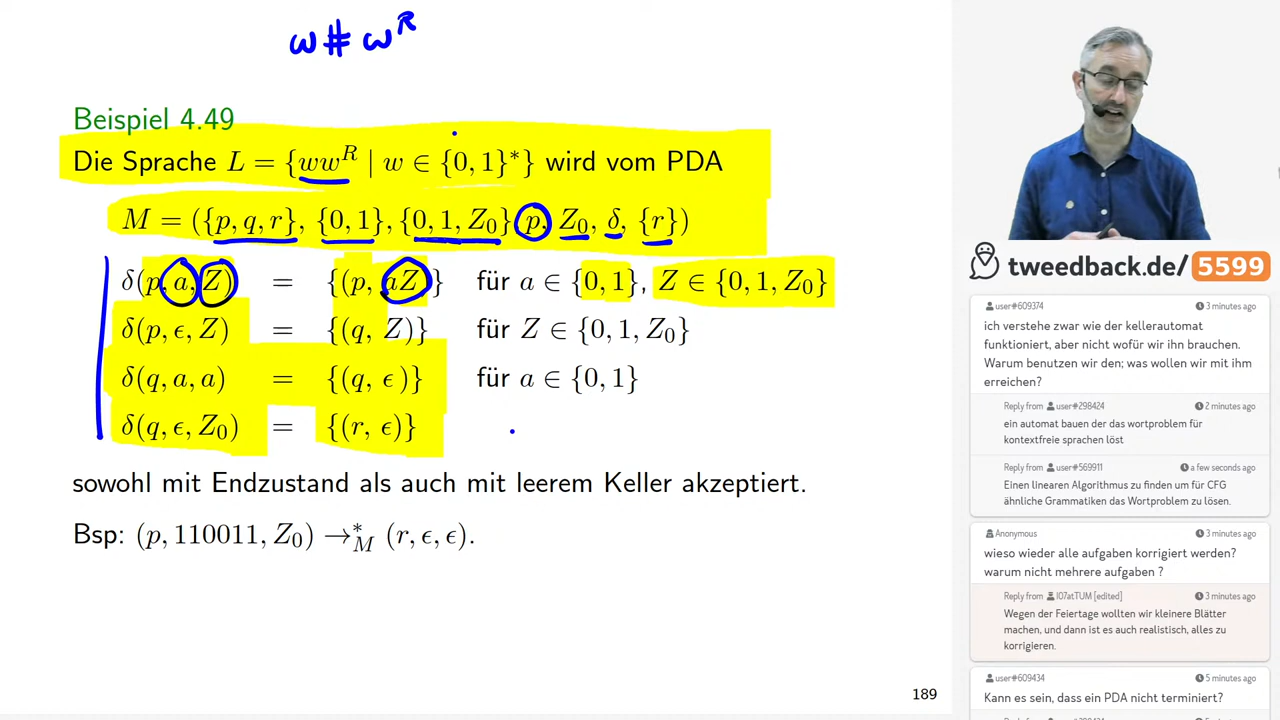 w # w^R
Beispiel 4.49
Die Sprache L = {ww^R | w ∈ {0,1}*} wird vom PDA
M = ({p, q, r}, {0, 1}, {0, 1, Z₀}, p, Z₀, δ, {r})
δ(p, a, Z) = {(p, aZ)} für a ∈ {0, 1}, Z ∈ {0, 1, Z₀}
δ(p, ϵ, Z) = {(q, Z)} für Z ∈ {0, 1, Z₀}
δ(q, a, a) = {(q, ϵ)} für a ∈ {0, 1}
δ(q, ϵ, Z₀) = {(r, ϵ)}
sowohl mit Endzustand als auch mit leerem Keller akzeptiert.
Bsp: (p, 110011, Z₀) →*_M (r, ϵ, ϵ).
189
tweedback.de/ 5599
user#609374 3 minutes ago
ich verstehe zwar wie der kellerautomat
funktioniert, aber nicht wofür wir ihn brauchen.
Warum benutzen wir den; was wollen wir mit ihm
erreichen?
Reply from user#298424 2 minutes ago
ein automat bauen der das wortproblem für
kontextfreie sprachen löst
Reply from user#569911 a few seconds ago
Einen linearen Algorithmus zu finden um für CFG
ähnliche Grammatiken das Wortproblem zu lösen.
Anonymous 3 minutes ago
wieso wieder alle aufgaben korrigiert werden?
warum nicht mehrere aufgaben ?
Reply from l07atTUM [edited] 3 minutes ago
Wegen der Feiertage wollten wir kleinere Blätter
machen, und dann ist es auch realistisch, alles zu
korrigieren.
user#609434 5 minutes ago
Kann es sein, dass ein PDA nicht terminiert?